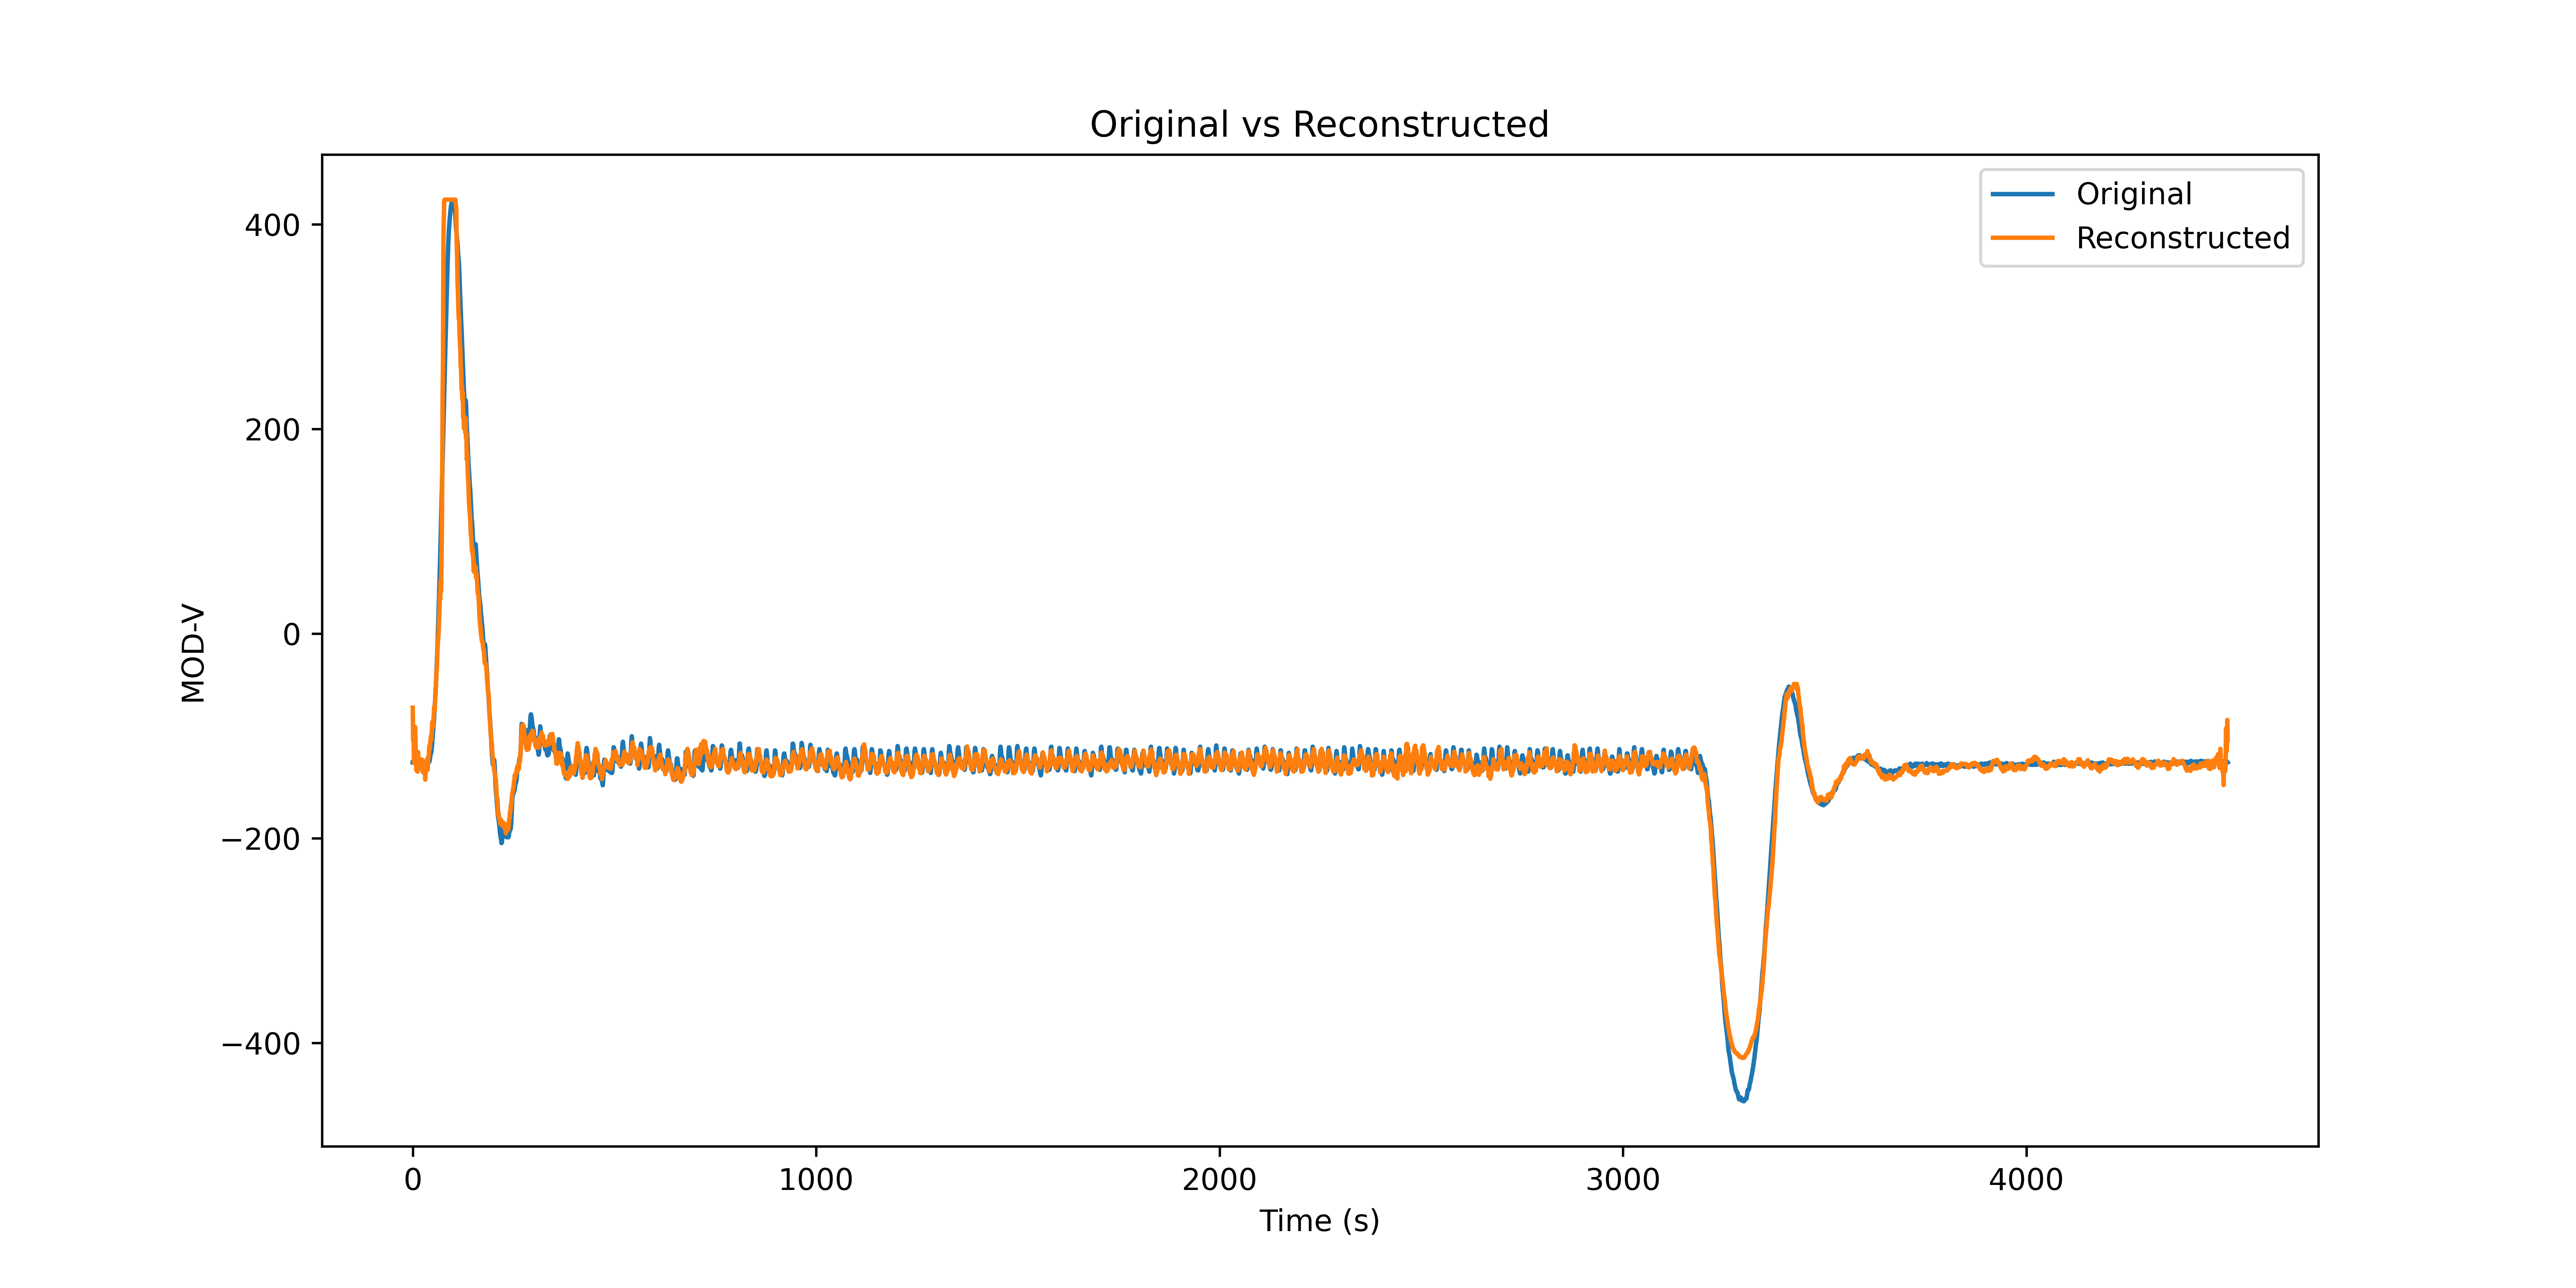 Original vs Reconstructed
Original
Reconstructed
400
200
0
−200
−400
MOD-V
0
1000
2000
3000
4000
Time (s)